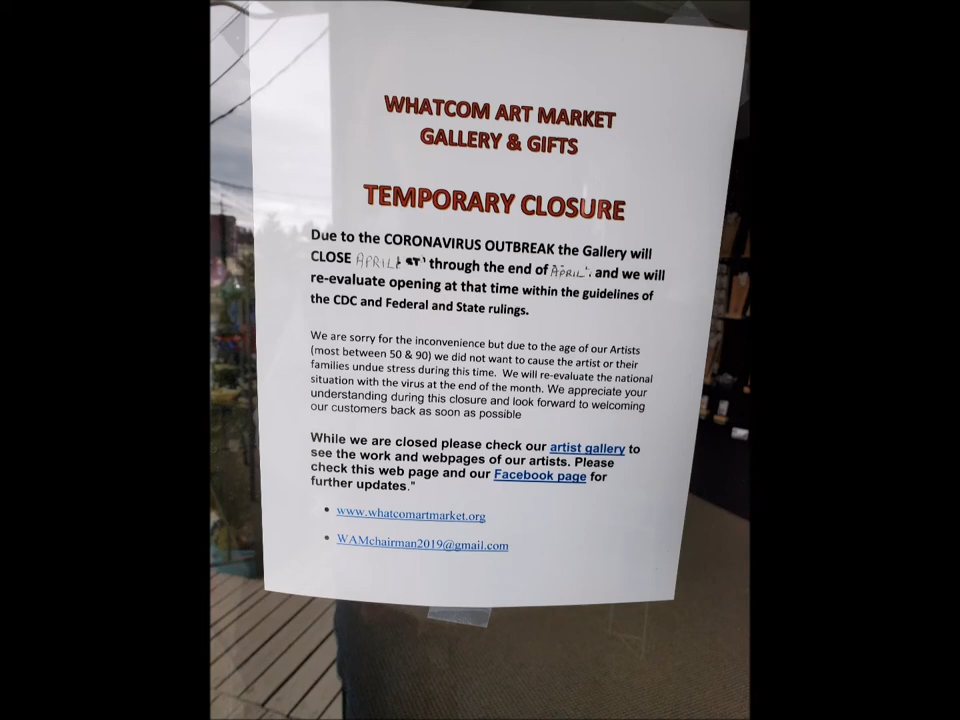 WHATCOM ART MARKET
GALLERY & GIFTS
TEMPORARY CLOSURE
Due to the CORONAVIRUS OUTBREAK the Gallery will
CLOSE APRIL ST through the end of APRIL. and we will
re-evaluate opening at that time within the guidelines of
the CDC and Federal and State rulings.
We are sorry for the inconvenience but due to the age of our Artists
(most between 50 & 90) we did not want to cause the artist or their
families undue stress during this time. We will re-evaluate the national
situation with the virus at the end of the month. We appreciate your
understanding during this closure and look forward to welcoming
our customers back as soon as possible
While we are closed please check our artist gallery to
see the work and webpages of our artists. Please
check this web page and our Facebook page for
further updates."
• www.whatcomartmarket.org
• WAMchairman2019@gmail.com